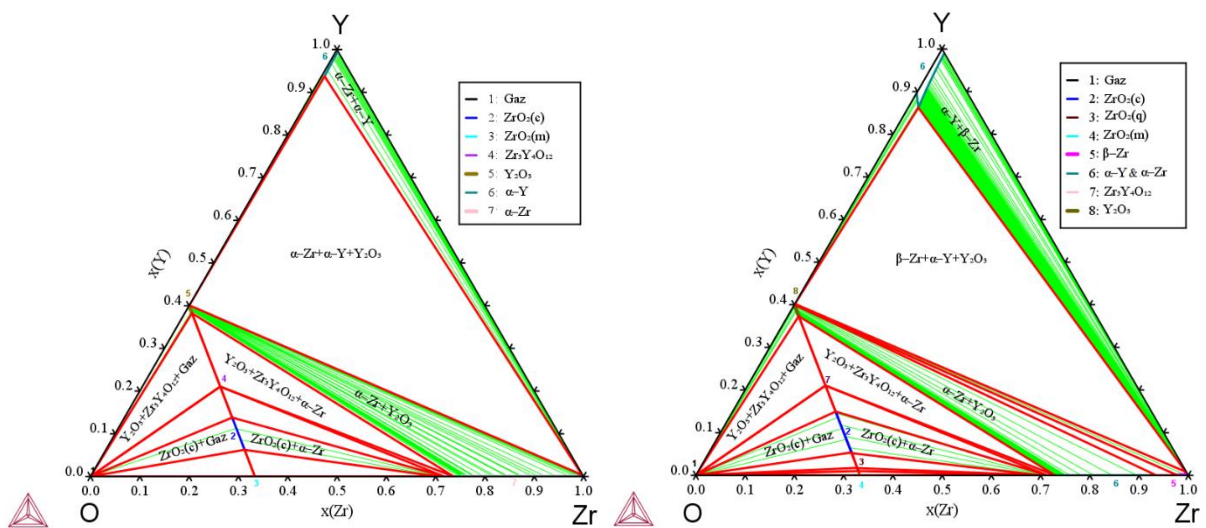 Y
1.0
0.9
0.8
0.7
0.6
0.5
0.4
0.3
0.2
0.1
0.0
x(Y)
6
α–Zr+α–Y
1: Gaz
2: ZrO₂(c)
3: ZrO₂(m)
4: Zr₃Y₄O₁₂
5: Y₂O₃
6: α–Y
7: α–Zr
α–Zr+α–Y+Y₂O₃
5
Y₂O₃+Zr₃Y₄O₁₂+Gaz
Y₂O₃+Zr₃Y₄O₁₂+α–Zr
4
α–Zr+Y₂O₃
ZrO₂(c)+Gaz
2
ZrO₂(c)+α–Zr
0.0 0.1 0.2 0.3 0.4 0.5 0.6 0.7 0.8 0.9 1.0
3
7
O
x(Zr)
Zr
Y
1.0
0.9
0.8
0.7
0.6
0.5
0.4
0.3
0.2
0.1
0.0
x(Y)
6
α–Y+β–Zr
1: Gaz
2: ZrO₂(c)
3: ZrO₂(q)
4: ZrO₂(m)
5: β–Zr
6: α–Y & α–Zr
7: Zr₃Y₄O₁₂
8: Y₂O₃
β–Zr+α–Y+Y₂O₃
8
Y₂O₃+Zr₃Y₄O₁₂+Gaz
Y₂O₃+Zr₃Y₄O₁₂+α–Zr
7
α–Zr+Y₂O₃
ZrO₂(c)+Gaz
2
ZrO₂(c)+α–Zr
3
1
0.0 0.1 0.2 0.3 0.4 0.5 0.6 0.7 0.8 0.9 1.0
4
6
5
O
x(Zr)
Zr